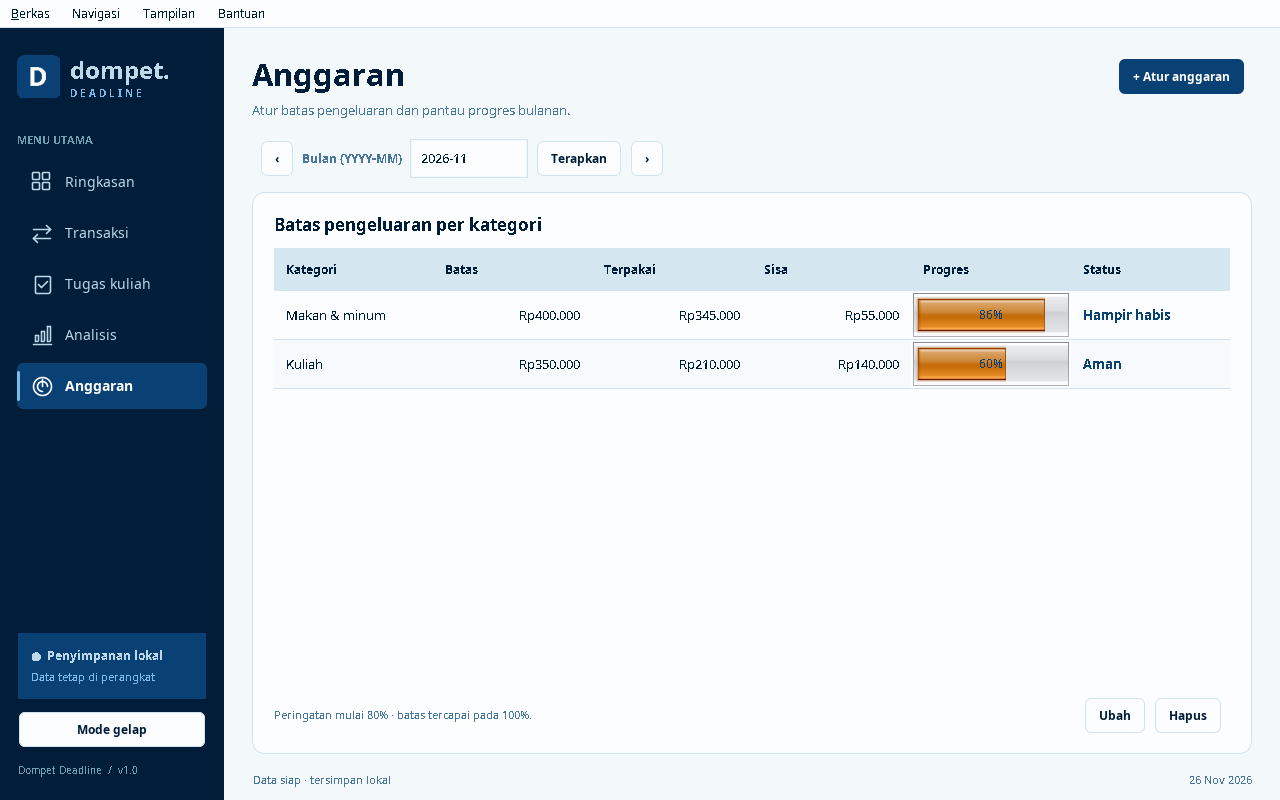 Berkas Navigasi Tampilan Bantuan
D dompet.
DEADLINE
MENU UTAMA
Ringkasan
Transaksi
Tugas kuliah
Analisis
Anggaran
Penyimpanan lokal
Data tetap di perangkat
Mode gelap
Dompet Deadline / v1.0
Anggaran
+ Atur anggaran
Atur batas pengeluaran dan pantau progres bulanan.
‹ Bulan (YYYY-MM) 2026-11 Terapkan ›
Batas pengeluaran per kategori
Kategori Batas Terpakai Sisa Progres Status
Makan & minum Rp400.000 Rp345.000 Rp55.000 86% Hampir habis
Kuliah Rp350.000 Rp210.000 Rp140.000 60% Aman
Peringatan mulai 80% · batas tercapai pada 100%. Ubah Hapus
Data siap · tersimpan lokal 26 Nov 2026